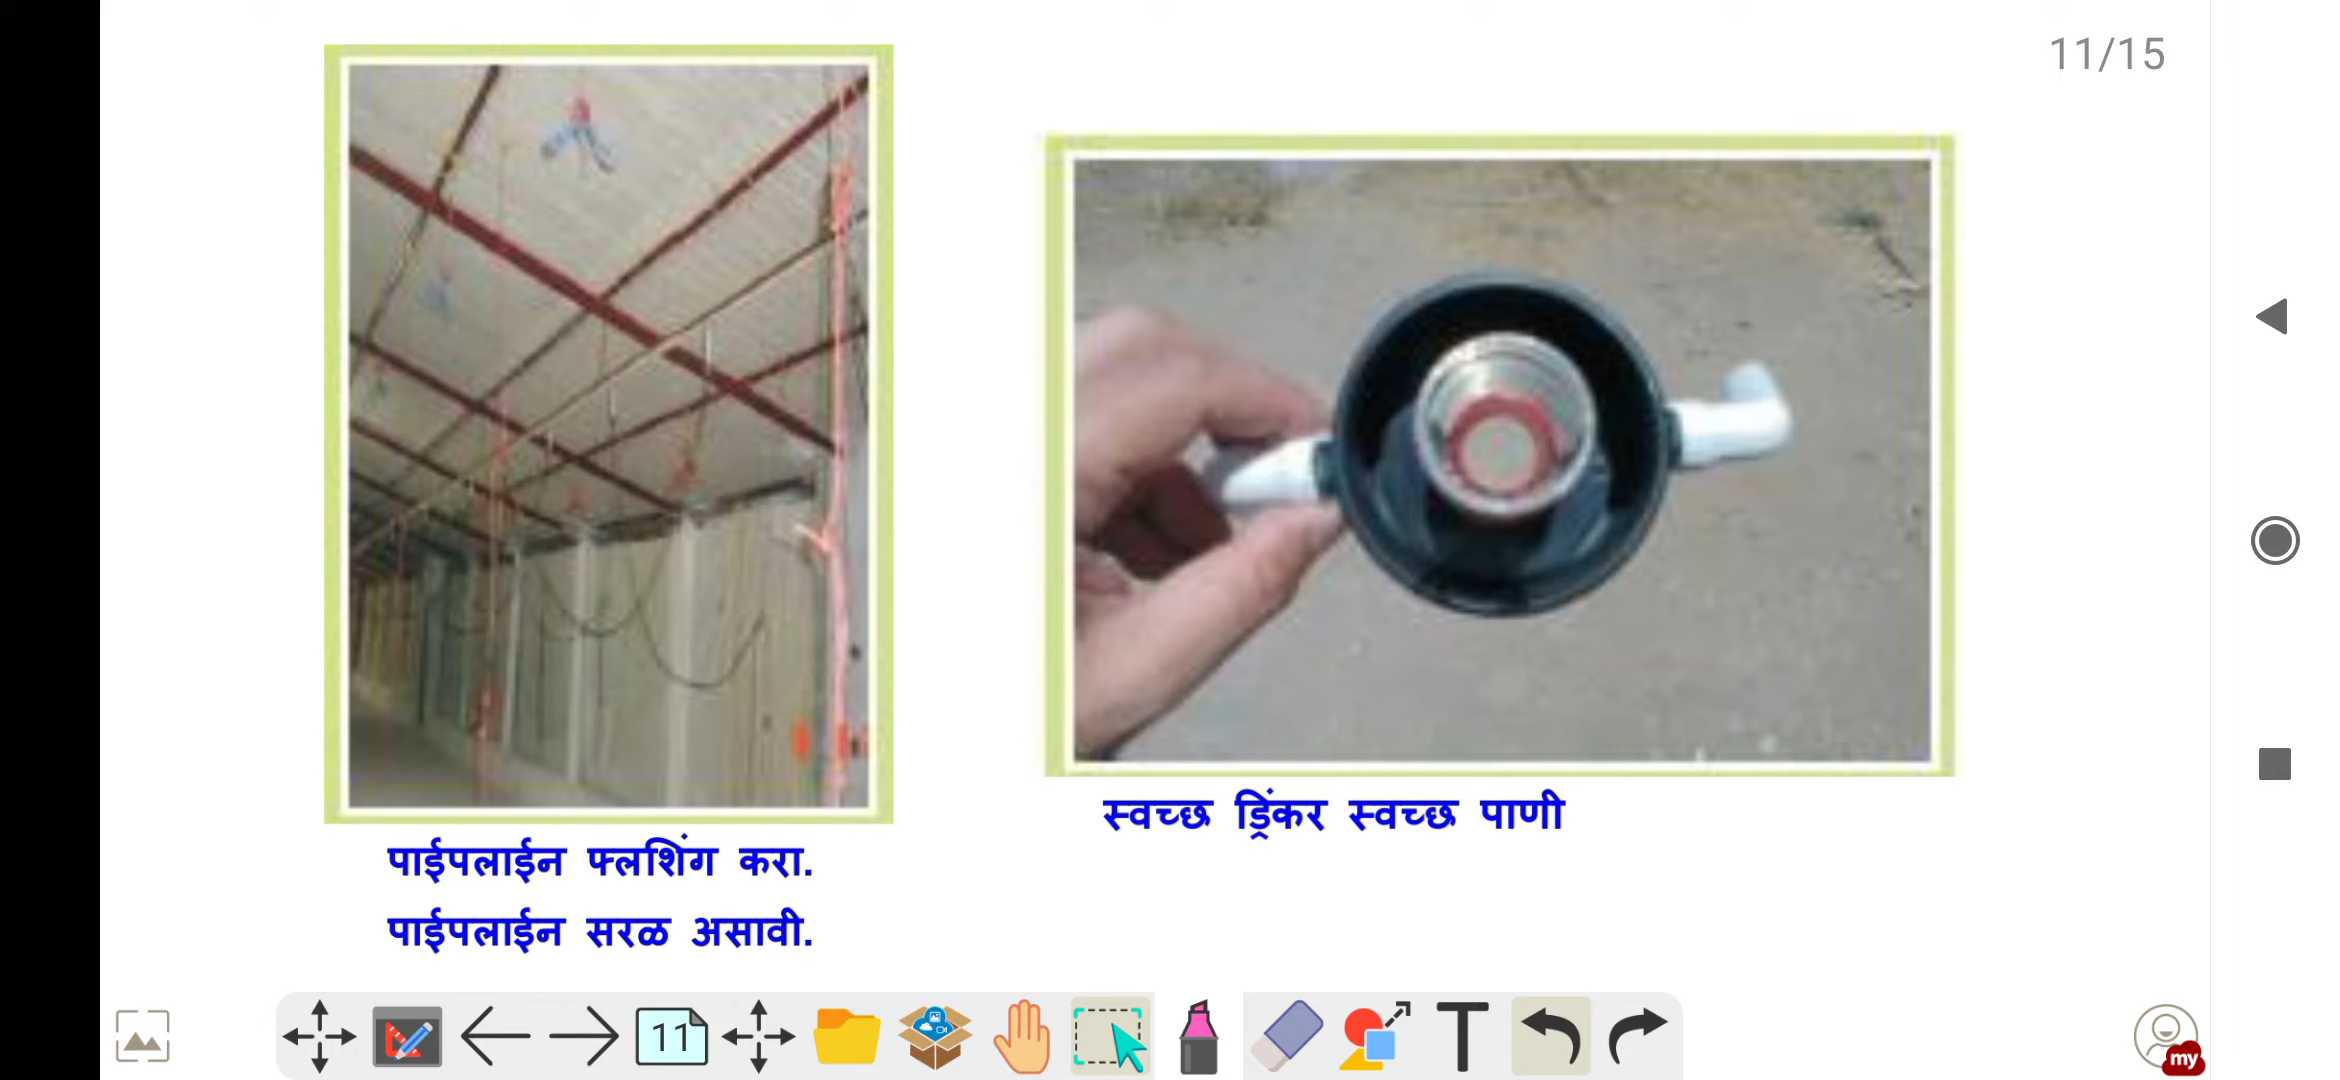 11/15
स्वच्छ ड्रिंकर स्वच्छ पाणी
पाईपलाईन फ्लशिंग करा.
पाईपलाईन सरळ असावी.
11
T
my